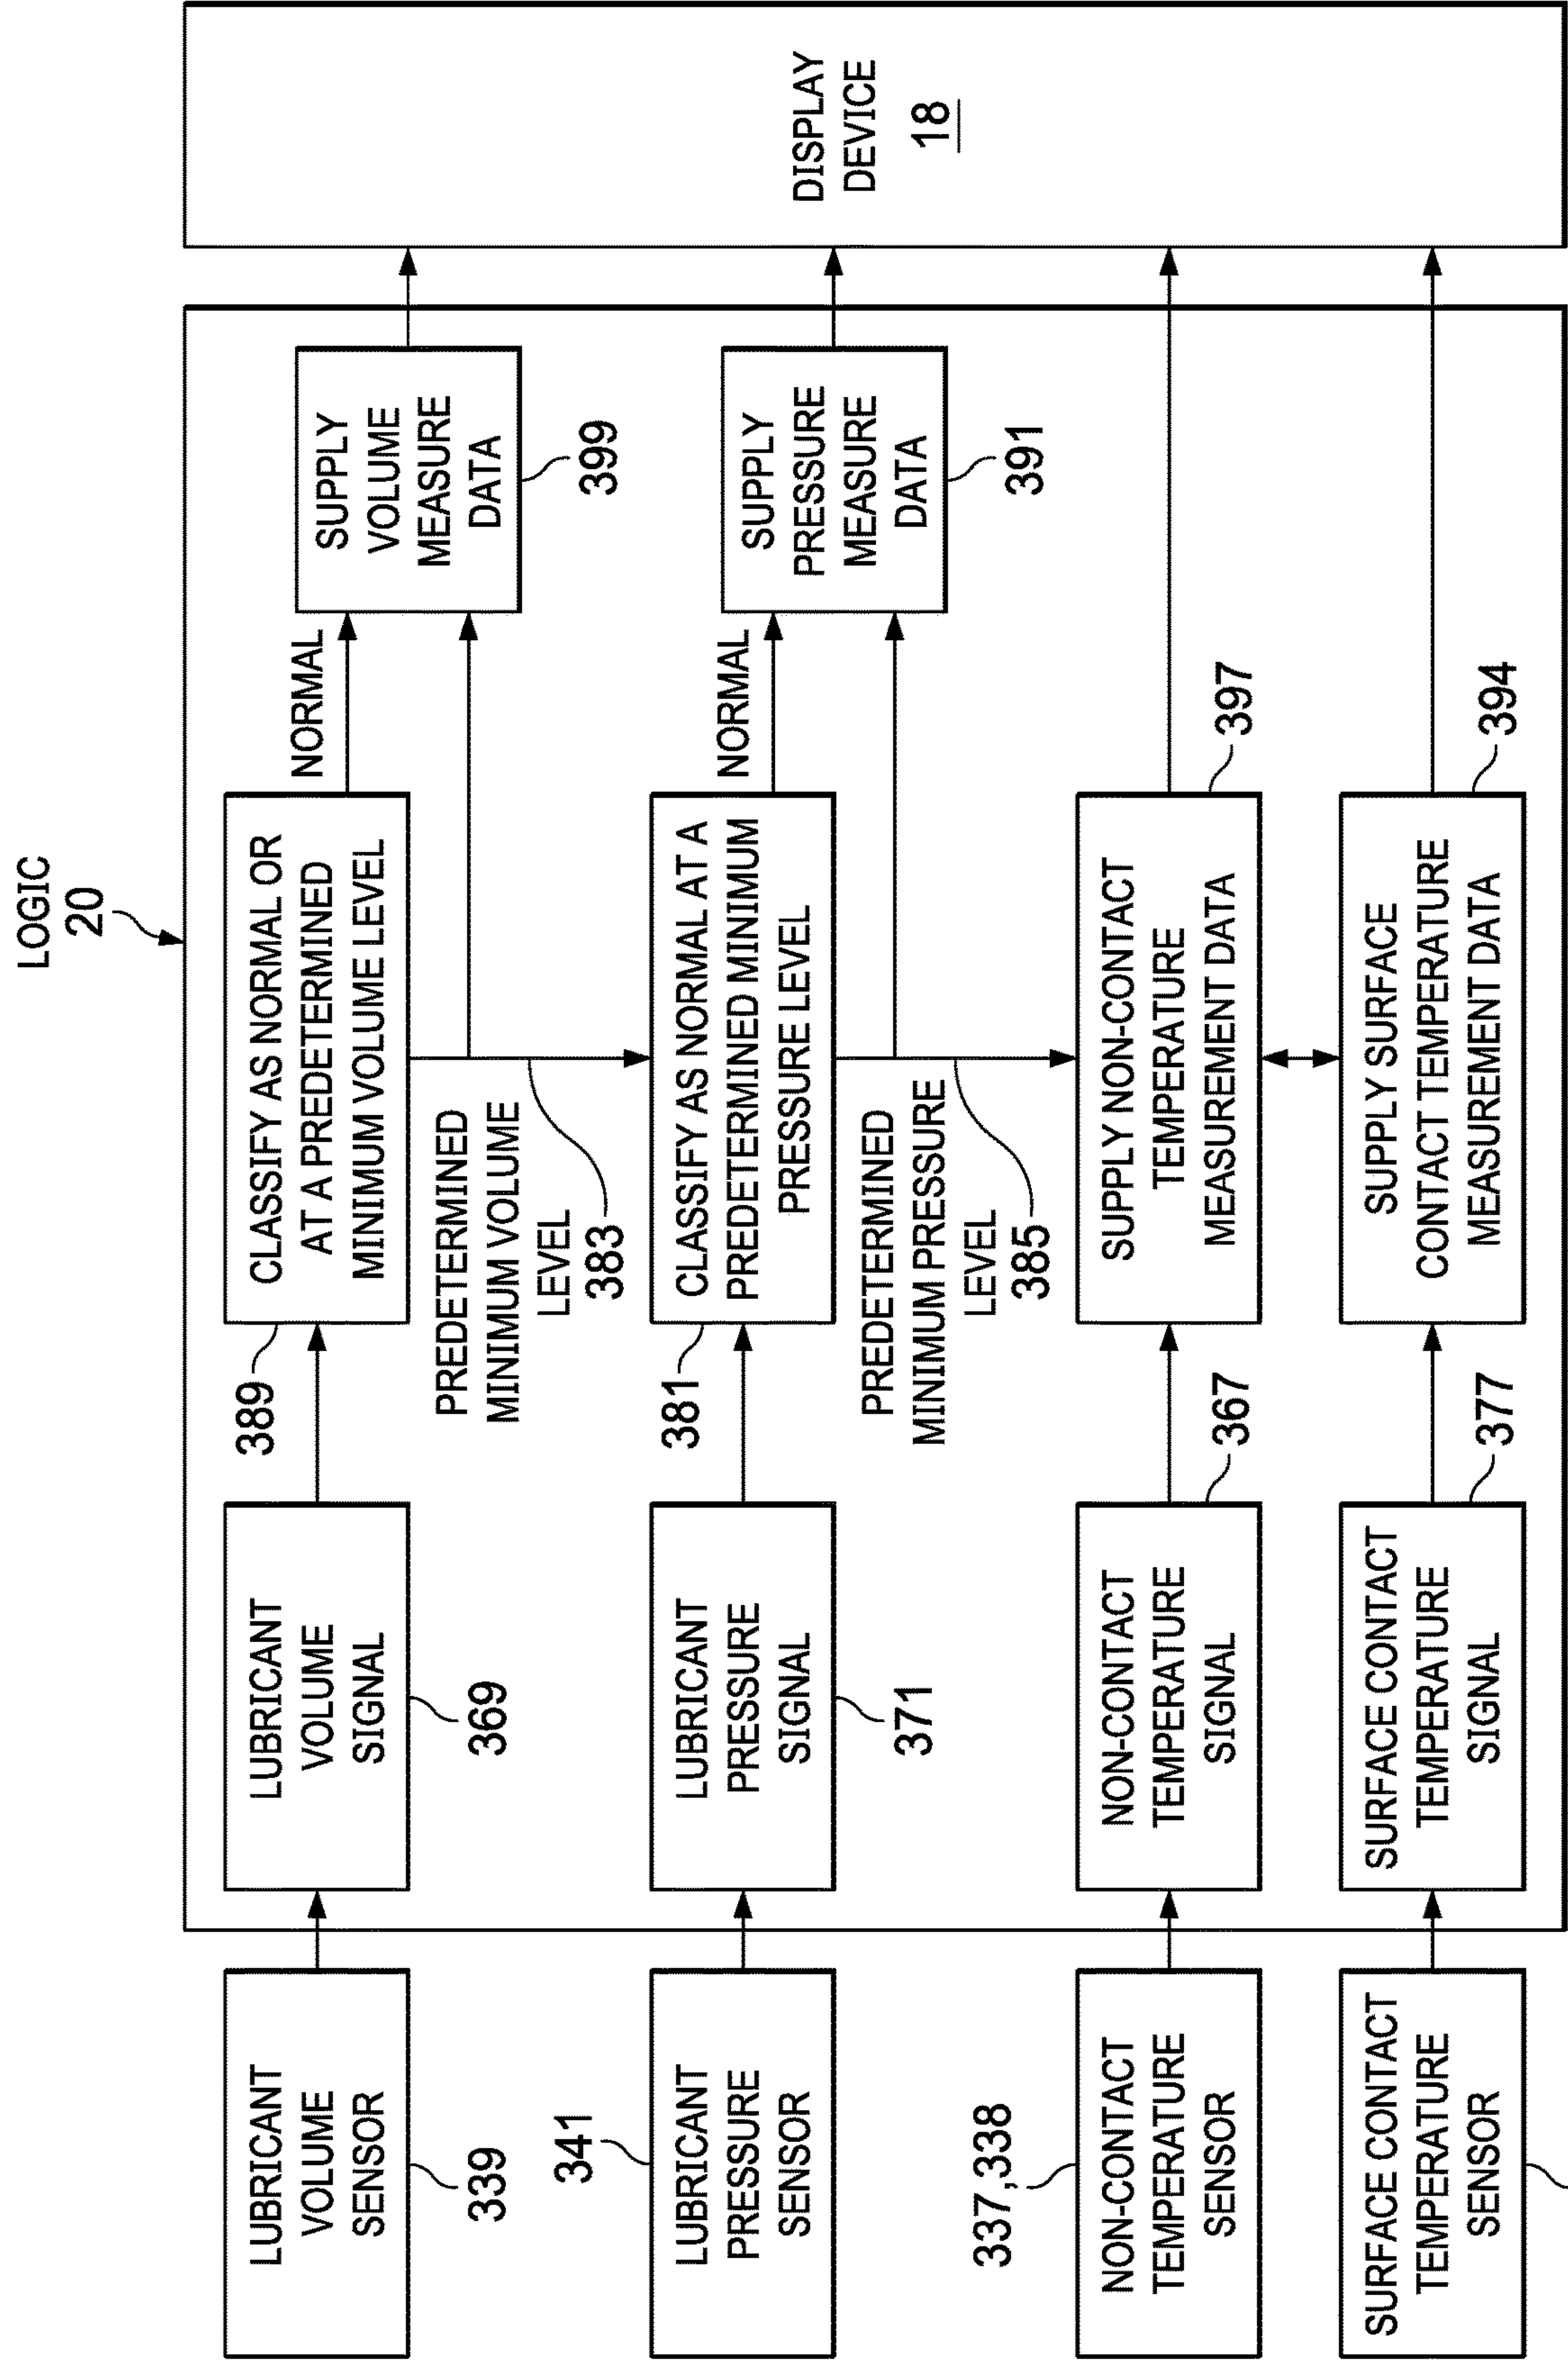 LOGIC
20
LUBRICANT
VOLUME
SENSOR
339
LUBRICANT
VOLUME
SIGNAL
369
389
CLASSIFY AS NORMAL OR
AT A PREDETERMINED
MINIMUM VOLUME LEVEL
NORMAL
SUPPLY
VOLUME
MEASURE
DATA
399
PREDETERMINED
MINIMUM VOLUME
LEVEL
383
341
LUBRICANT
PRESSURE
SENSOR
LUBRICANT
PRESSURE
SIGNAL
371
381
CLASSIFY AS NORMAL AT A
PREDETERMINED MINIMUM
PRESSURE LEVEL
NORMAL
SUPPLY
PRESSURE
MEASURE
DATA
391
PREDETERMINED
MINIMUM PRESSURE
LEVEL
385
337,338
NON-CONTACT
TEMPERATURE
SENSOR
NON-CONTACT
TEMPERATURE
SIGNAL
367
SUPPLY NON-CONTACT
TEMPERATURE
MEASUREMENT DATA
397
SURFACE CONTACT
TEMPERATURE
SENSOR
SURFACE CONTACT
TEMPERATURE
SIGNAL
377
SUPPLY SURFACE
CONTACT TEMPERATURE
MEASUREMENT DATA
394
DISPLAY
DEVICE
18